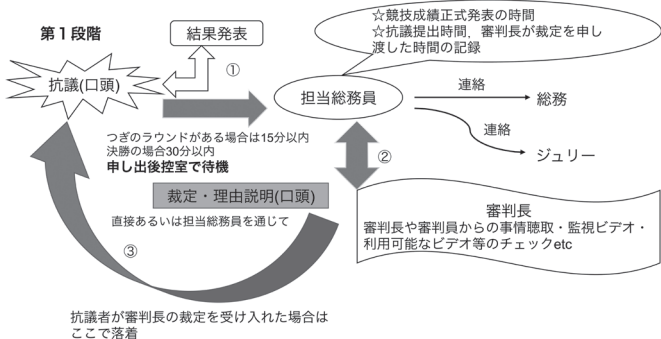 第１段階
結果発表
☆競技成績正式発表の時間
☆抗議提出時間，審判長が裁定を申し
渡した時間の記録
抗議(口頭)
①
担当総務員
連絡
総務
連絡
ジュリー
つぎのラウンドがある場合は15分以内
決勝の場合30分以内
申し出後控室で待機
②
裁定・理由説明(口頭)
直接あるいは担当総務員を通じて
審判長
審判長や審判員からの事情聴取・監視ビデオ・
利用可能なビデオ等のチェックetc
③
抗議者が審判長の裁定を受け入れた場合は
ここで落着